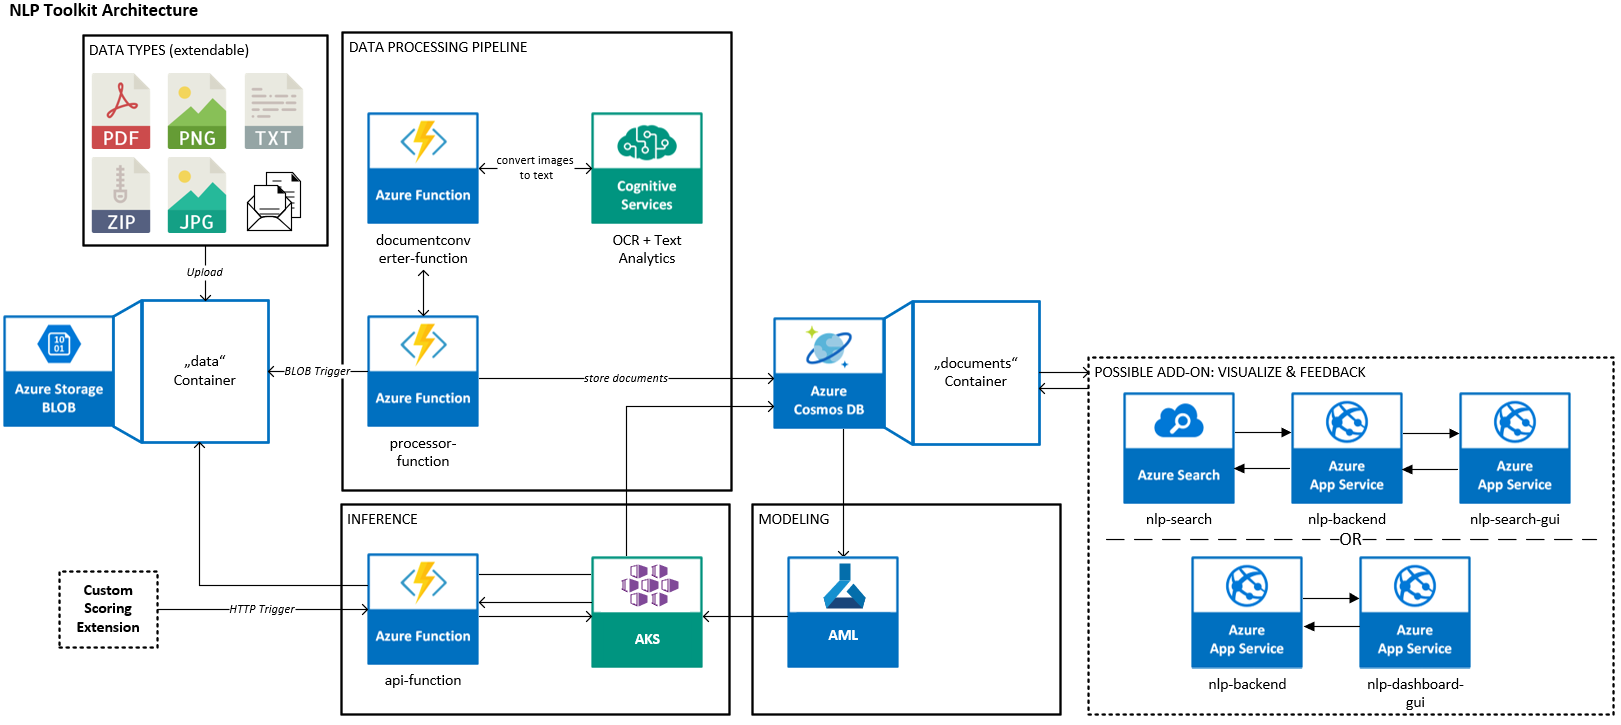 NLP Toolkit Architecture
DATA TYPES (extendable)
PDF
PNG
TXT
ZIP
JPG
Upload
10
01
Azure Storage
BLOB
„data“
Container
BLOB Trigger
DATA PROCESSING PIPELINE
Azure Function
documentconv
erter-function
convert images
to text
Cognitive
Services
OCR + Text
Analytics
Azure Function
processor-
function
store documents
Azure
Cosmos DB
„documents“
Container
INFERENCE
Custom
Scoring
Extension
HTTP Trigger
Azure Function
api-function
AKS
MODELING
AML
POSSIBLE ADD-ON: VISUALIZE & FEEDBACK
Azure Search
nlp-search
Azure
App Service
nlp-backend
Azure
App Service
nlp-search-gui
OR
Azure
App Service
nlp-backend
Azure
App Service
nlp-dashboard-
gui